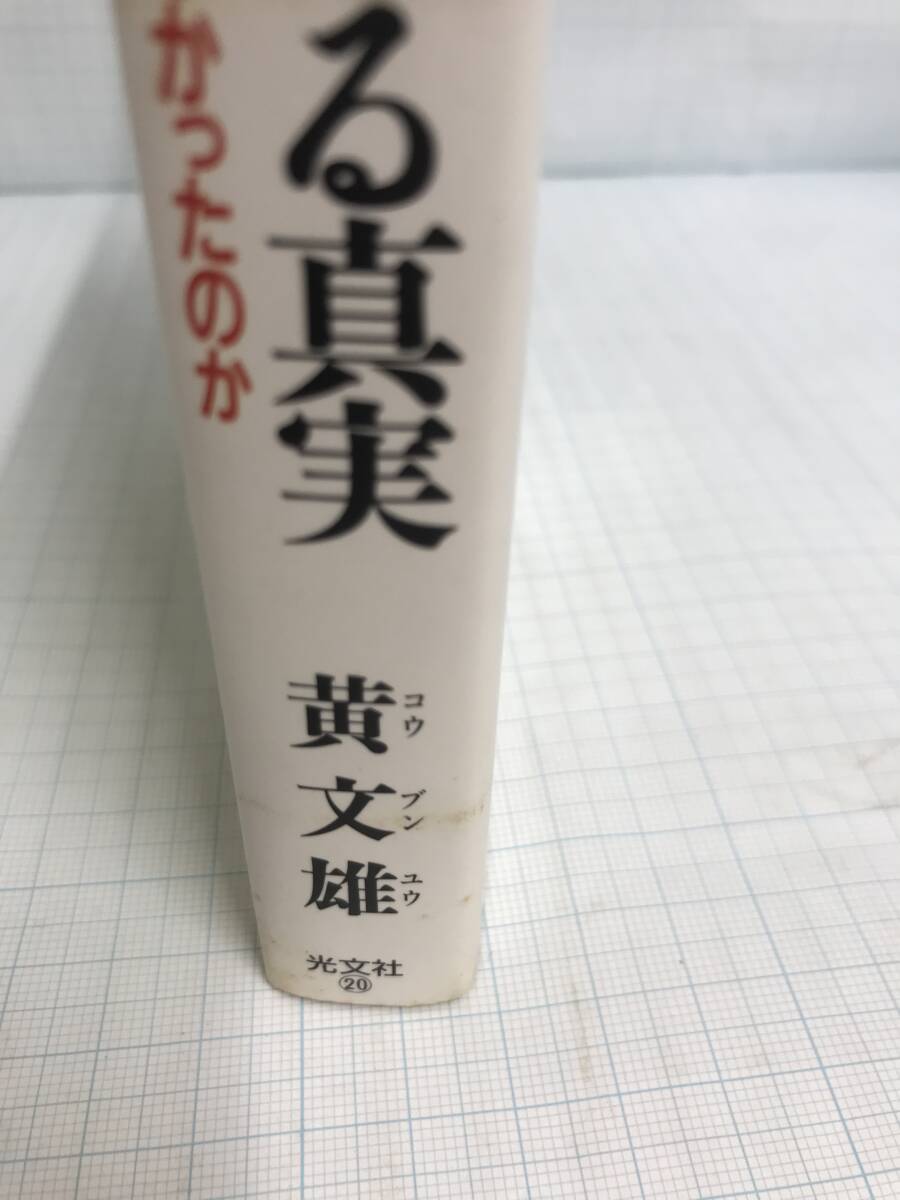 る真実
かったのか
黄文雄
コウ ブン ユウ
光文社
⑳